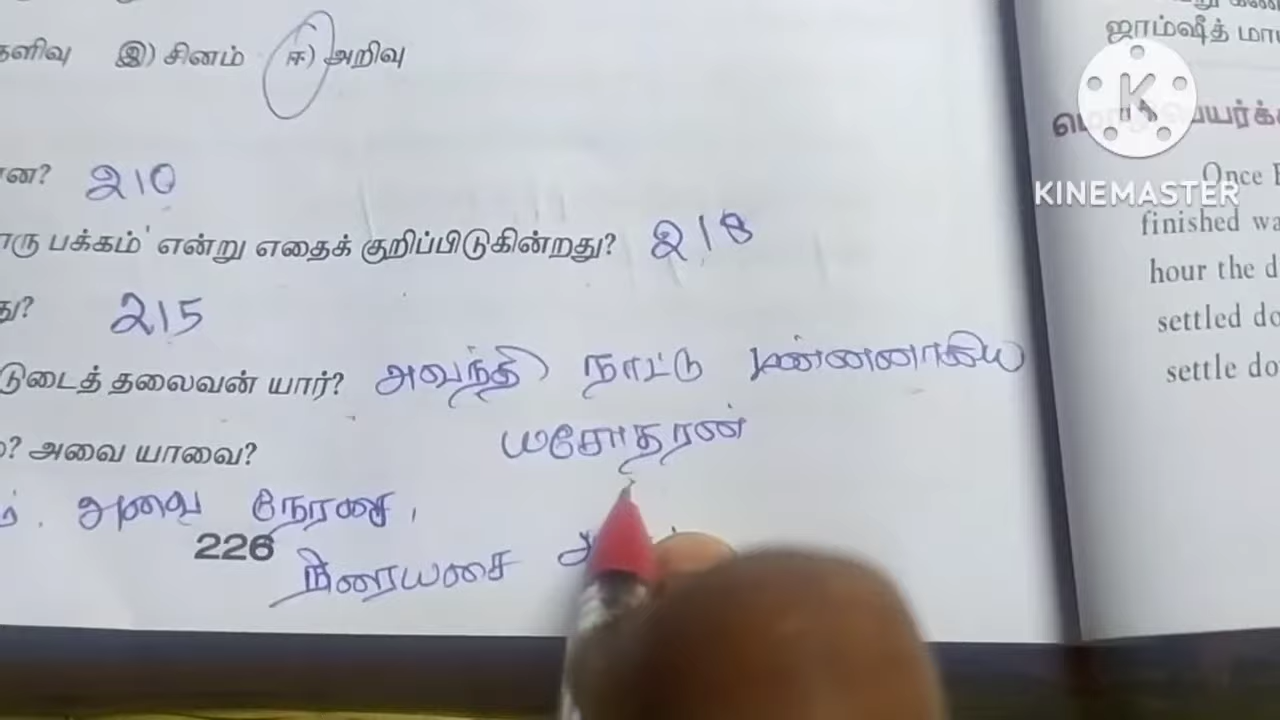 தளிவு இ) சினம் ஈ) அறிவு
ன? 210
ஒரு பக்கம்' என்று எதைக் குறிப்பிடுகின்றது? 218
து? 215
டுடைத் தலைவன் யார்? அவந்தி நாட்டு மன்னனாகிய
யசோதரன்
? அவை யாவை?
அவை நேரசை,
நிரையசை
226
ஜாம்ஷீத்
Once
finished wa
hour the d
settled do
settle do
K
KINEMASTER